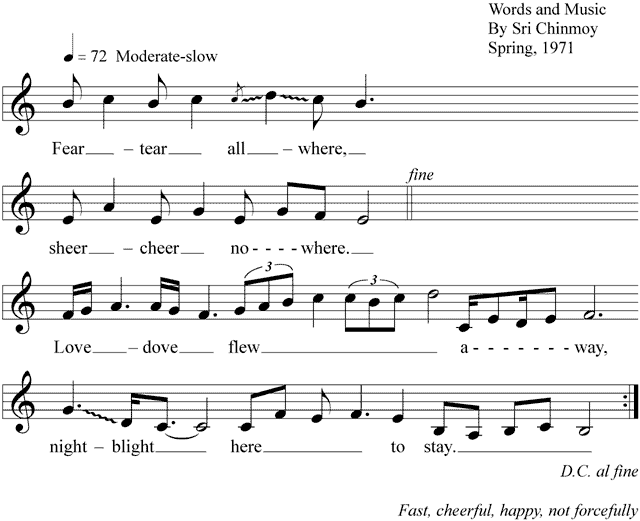 Words and Music
By Sri Chinmoy
Spring, 1971
= 72 Moderate-slow
Fear – tear all – where,
fine
sheer – cheer no - - - - where.
3 3
Love – dove flew a - - - - - - - way,
night – blight here to stay.
D.C. al fine
Fast, cheerful, happy, not forcefully